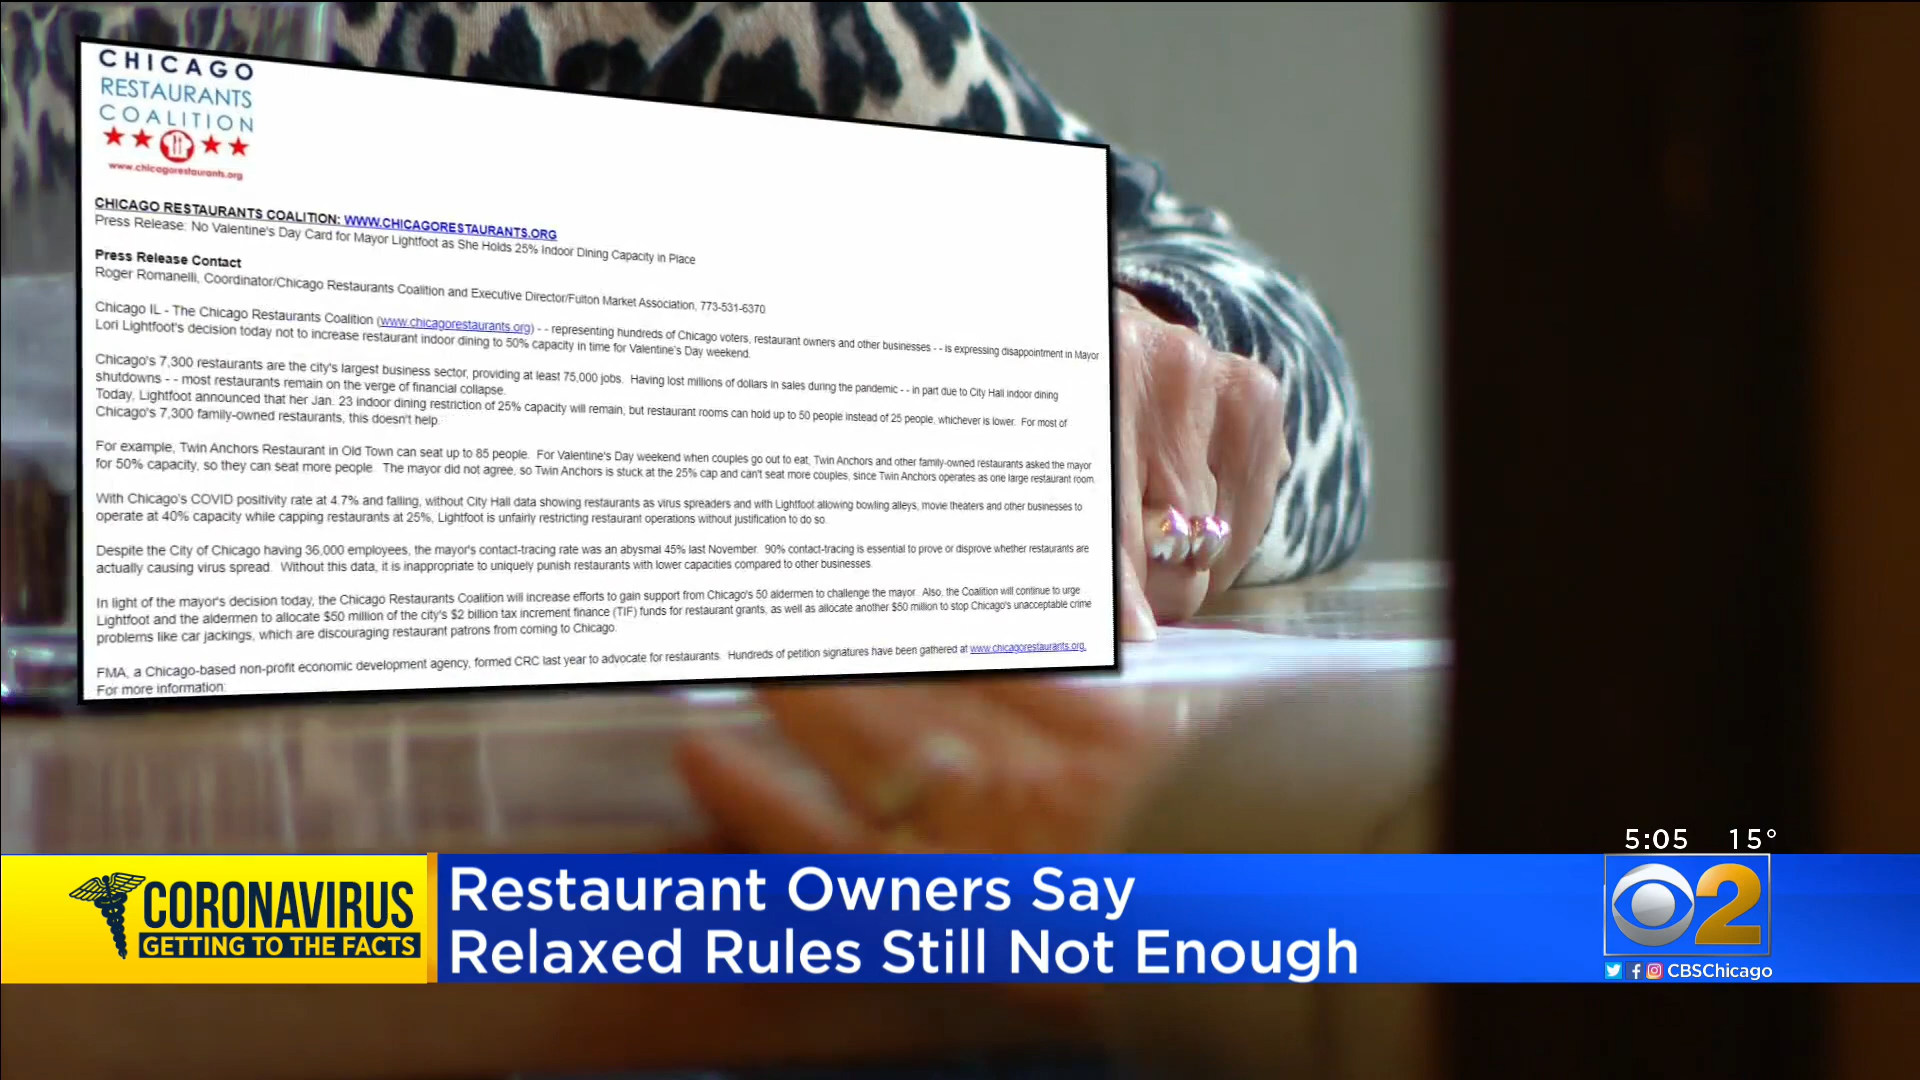 CHICAGO
RESTAURANTS
COALITION
www.chicagorestaurants.org
CHICAGO RESTAURANTS COALITION: WWW.CHICAGORESTAURANTS.ORG
Press Release: No Valentine's Day Card for Mayor Lightfoot as She Holds 25% Indoor Dining Capacity in Place
Press Release Contact
Roger Romanelli, Coordinator/Chicago Restaurants Coalition and Executive Director/Fulton Market Association, 773-531-6370
Chicago IL - The Chicago Restaurants Coalition (www.chicagorestaurants.org) - - representing hundreds of Chicago voters, restaurant owners and other businesses - - is expressing disappointment in Mayor
Lori Lightfoot's decision today not to increase restaurant indoor dining to 50% capacity in time for Valentine's Day weekend.
Chicago's 7,300 restaurants are the city's largest business sector, providing at least 75,000 jobs. Having lost millions of dollars in sales during the pandemic - - in part due to City Hall indoor dining
shutdowns - - most restaurants remain on the verge of financial collapse.
Today, Lightfoot announced that her Jan. 23 indoor dining restriction of 25% capacity will remain, but restaurant rooms can hold up to 50 people instead of 25 people, whichever is lower. For most of
Chicago's 7,300 family-owned restaurants, this doesn't help.
For example, Twin Anchors Restaurant in Old Town can seat up to 85 people. For Valentine's Day weekend when couples go out to eat, Twin Anchors and other family-owned restaurants asked the mayor
for 50% capacity, so they can seat more people. The mayor did not agree, so Twin Anchors is stuck at the 25% cap and can't seat more couples, since Twin Anchors operates as one large restaurant room.
With Chicago's COVID positivity rate at 4.7% and falling, without City Hall data showing restaurants as virus spreaders and with Lightfoot allowing bowling alleys, movie theaters and other businesses to
operate at 40% capacity while capping restaurants at 25%, Lightfoot is unfairly restricting restaurant operations without justification to do so.
Despite the City of Chicago having 36,000 employees, the mayor's contact-tracing rate was an abysmal 45% last November. 90% contact-tracing is essential to prove or disprove whether restaurants are
actually causing virus spread. Without this data, it is inappropriate to uniquely punish restaurants with lower capacities compared to other businesses.
In light of the mayor's decision today, the Chicago Restaurants Coalition will increase efforts to gain support from Chicago's 50 aldermen to challenge the mayor. Also, the Coalition will continue to urge
Lightfoot and the aldermen to allocate $50 million of the city's $2 billion tax increment finance (TIF) funds for restaurant grants, as well as allocate another $50 million to stop Chicago's unacceptable crime
problems like car jackings, which are discouraging restaurant patrons from coming to Chicago.
FMA, a Chicago-based non-profit economic development agency, formed CRC last year to advocate for restaurants. Hundreds of petition signatures have been gathered at www.chicagorestaurants.org.
For more information:
5:05 15°
CORONAVIRUS
GETTING TO THE FACTS
Restaurant Owners Say
Relaxed Rules Still Not Enough
2
CBSChicago